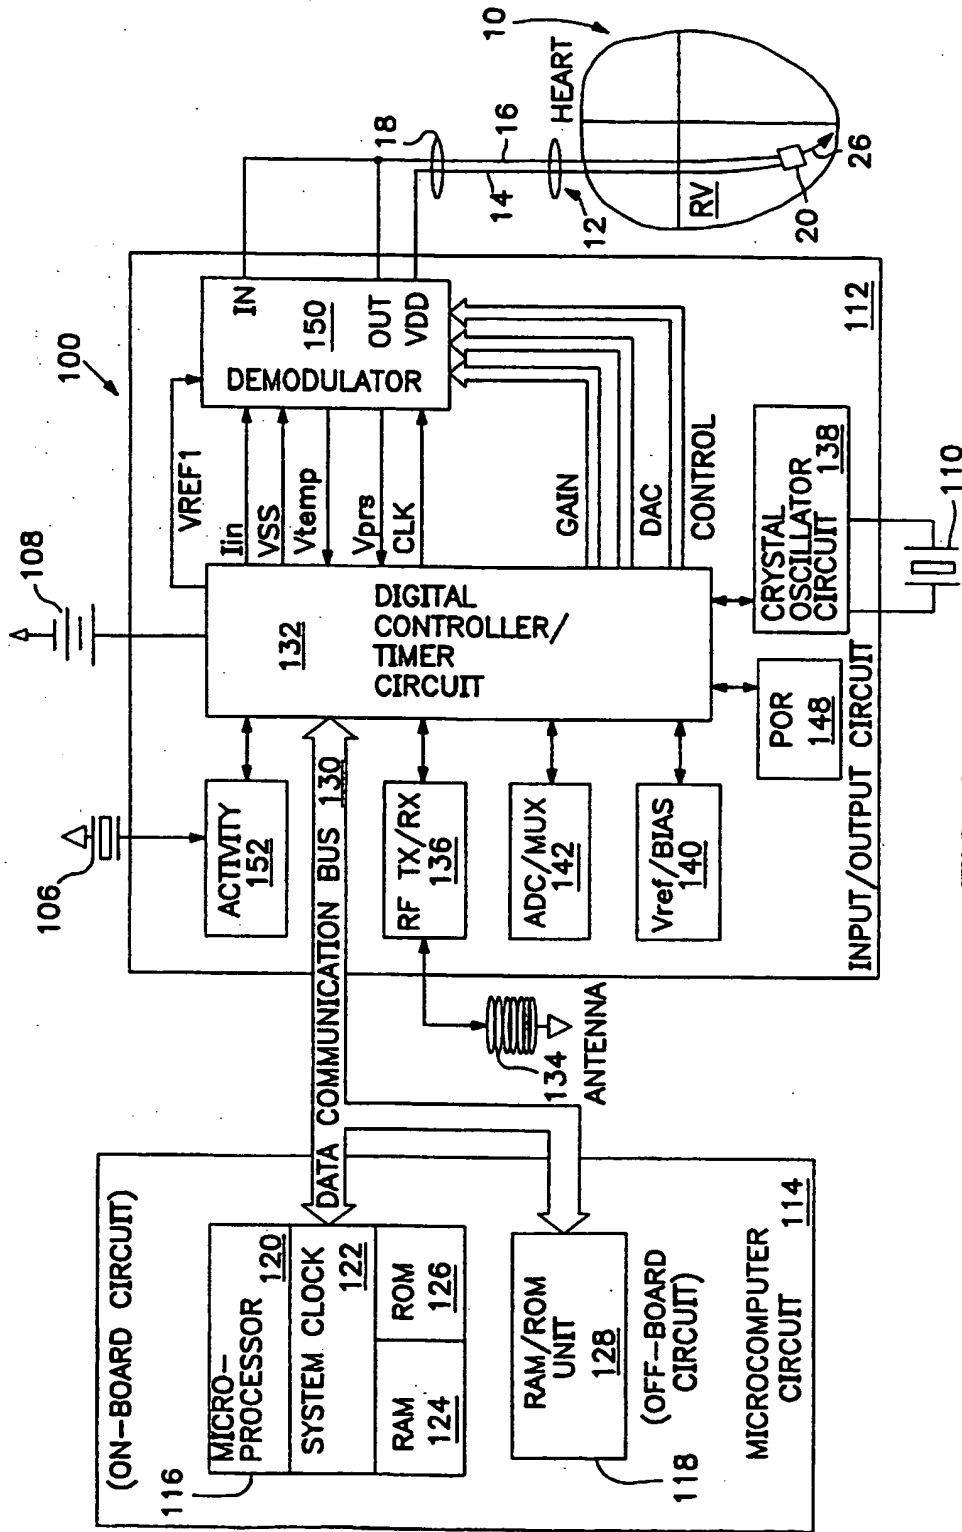 (ON-BOARD CIRCUIT)
116
MICRO-
PROCESSOR
120
SYSTEM CLOCK
122
RAM
124
ROM
126
RAM/ROM
UNIT
128
118
(OFF-BOARD
CIRCUIT)
MICROCOMPUTER
CIRCUIT
114
DATA COMMUNICATION BUS 130
134
ANTENNA
106
ACTIVITY
152
RF TX/RX
136
ADC/MUX
142
Vref/BIAS
140
INPUT/OUTPUT CIRCUIT
112
POR
148
CRYSTAL
OSCILLATOR
CIRCUIT
138
110
108
132
DIGITAL
CONTROLLER/
TIMER
CIRCUIT
100
VREF1
Iin
VSS
Vtemp
Vprs
CLK
GAIN
DAC
CONTROL
DEMODULATOR
150
IN
OUT
VDD
18
14
16
12
HEART
10
RV
20
26